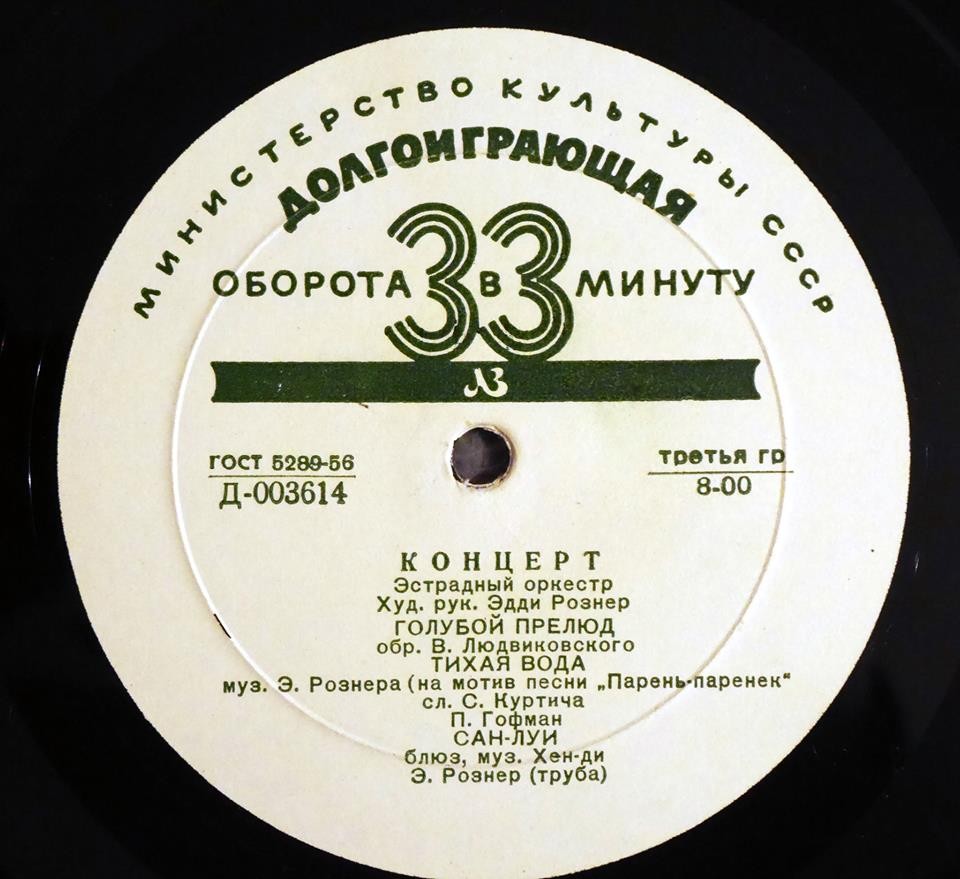 МИНИСТЕРСТВО КУЛЬТУРЫ СССР
ДОЛГОИГРАЮЩАЯ
ОБОРОТА 33 В МИНУТУ
ЛЗ
ГОСТ 5289-56
Д-003614
третья гр
8-00
КОНЦЕРТ
Эстрадный оркестр
Худ. рук. Эдди Рознер
ГОЛУБОЙ ПРЕЛЮД
обр. В. Людвиковского
ТИХАЯ ВОДА
муз. Э. Рознера (на мотив песни „Парень-паренек“
сл. С. Куртича
П. Гофман
САН-ЛУИ
блюз, муз. Хен-ди
Э. Рознер (труба)